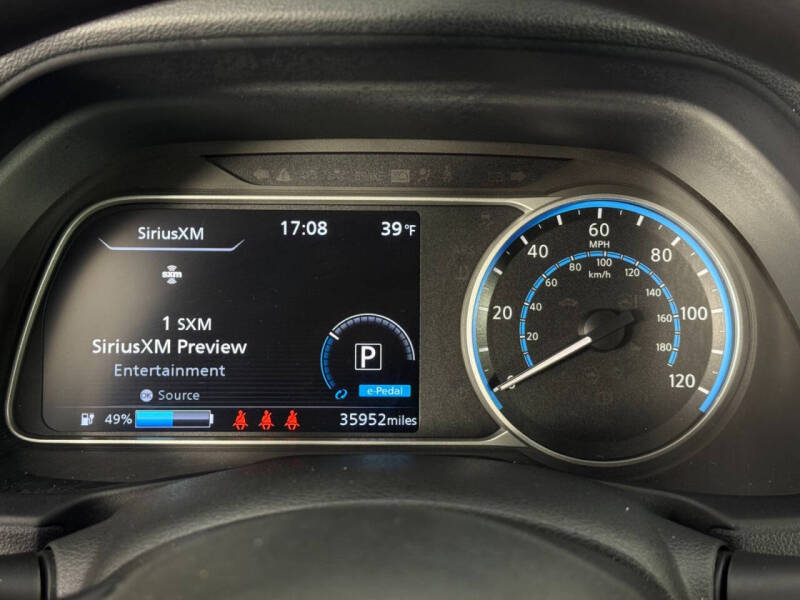 SiriusXM 17:08 39°F
sxm
1 SXM
SiriusXM Preview
Entertainment
OK Source
P
e-Pedal
49% 35952miles
0 20 40 60 80 100 120
MPH
20 40 60 80 100 120 140 160 180
km/h